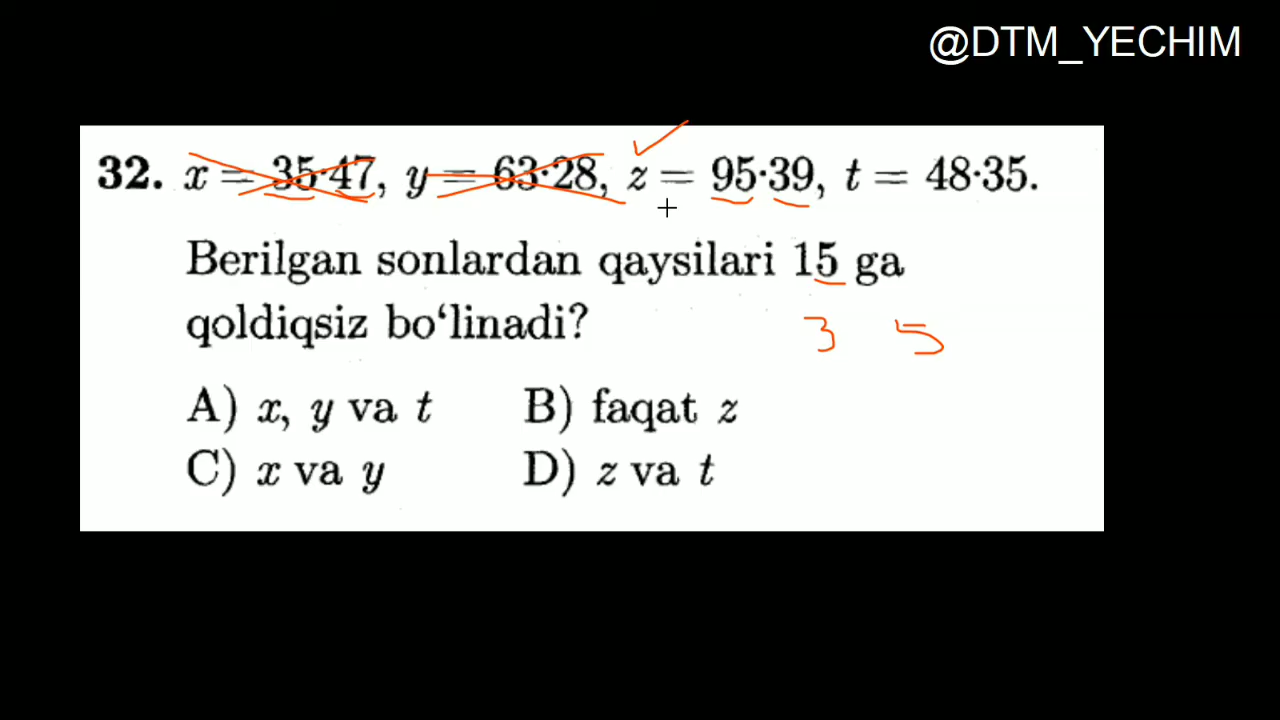 @DTM_YECHIM
32. x = 35·47, y = 63·28, z = 95·39, t = 48·35.
Berilgan sonlardan qaysilari 15 ga
qoldiqsiz bo‘linadi?
3 5
A) x, y va t B) faqat z
C) x va y D) z va t